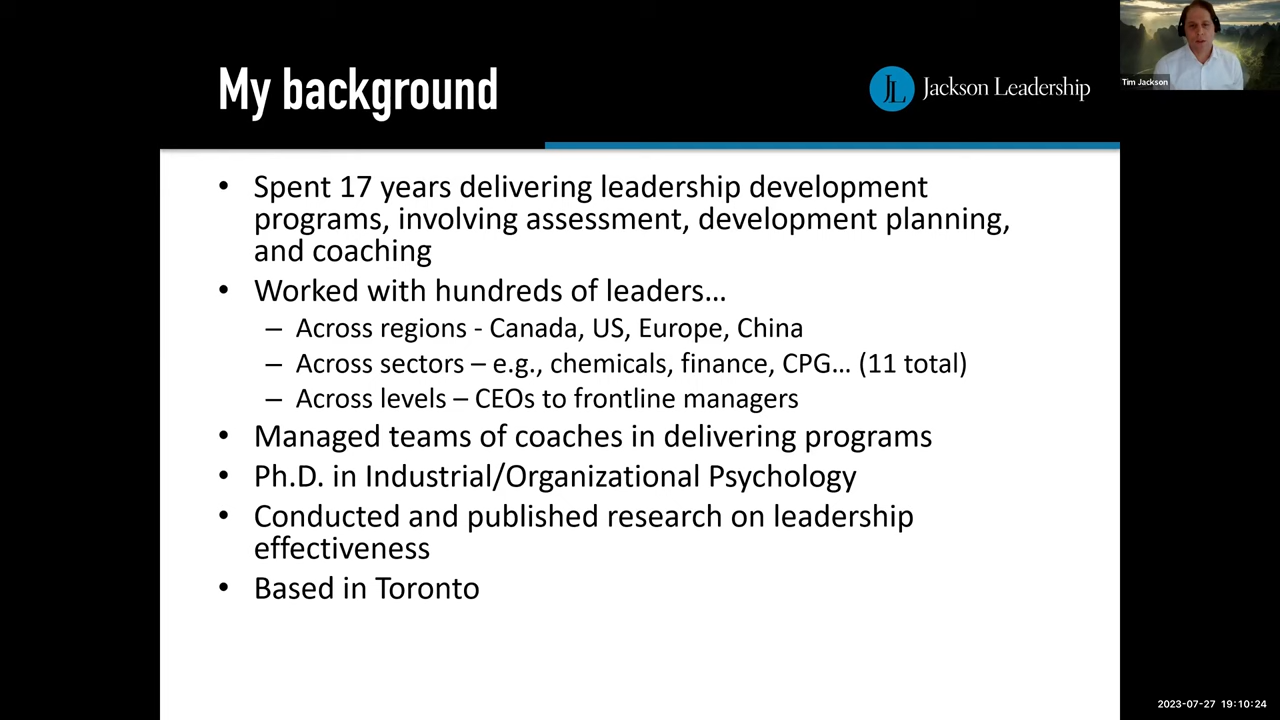 My background
JL Jackson Leadership
Tim Jackson
• Spent 17 years delivering leadership development
programs, involving assessment, development planning,
and coaching
• Worked with hundreds of leaders…
– Across regions - Canada, US, Europe, China
– Across sectors – e.g., chemicals, finance, CPG… (11 total)
– Across levels – CEOs to frontline managers
• Managed teams of coaches in delivering programs
• Ph.D. in Industrial/Organizational Psychology
• Conducted and published research on leadership
effectiveness
• Based in Toronto
2023-07-27 19:10:24